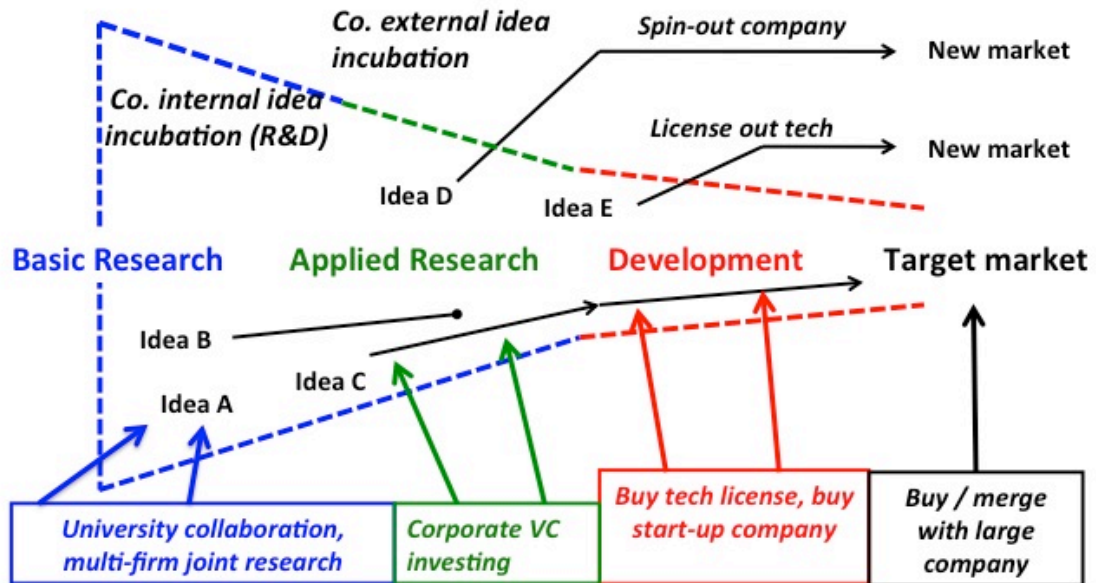 Co. external idea
incubation
Spin-out company
New market
Co. internal idea
incubation (R&D)
License out tech
New market
Idea D
Idea E
Basic Research
Applied Research
Development
Target market
Idea B
Idea C
Idea A
University collaboration,
multi-firm joint research
Corporate VC
investing
Buy tech license, buy
start-up company
Buy / merge
with large
company